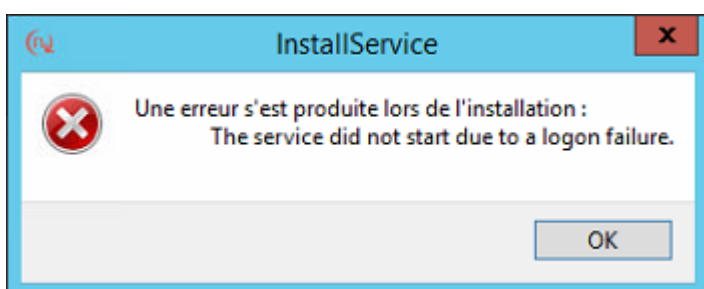 InstallService
x
Une erreur s'est produite lors de l'installation :
The service did not start due to a logon failure.
OK